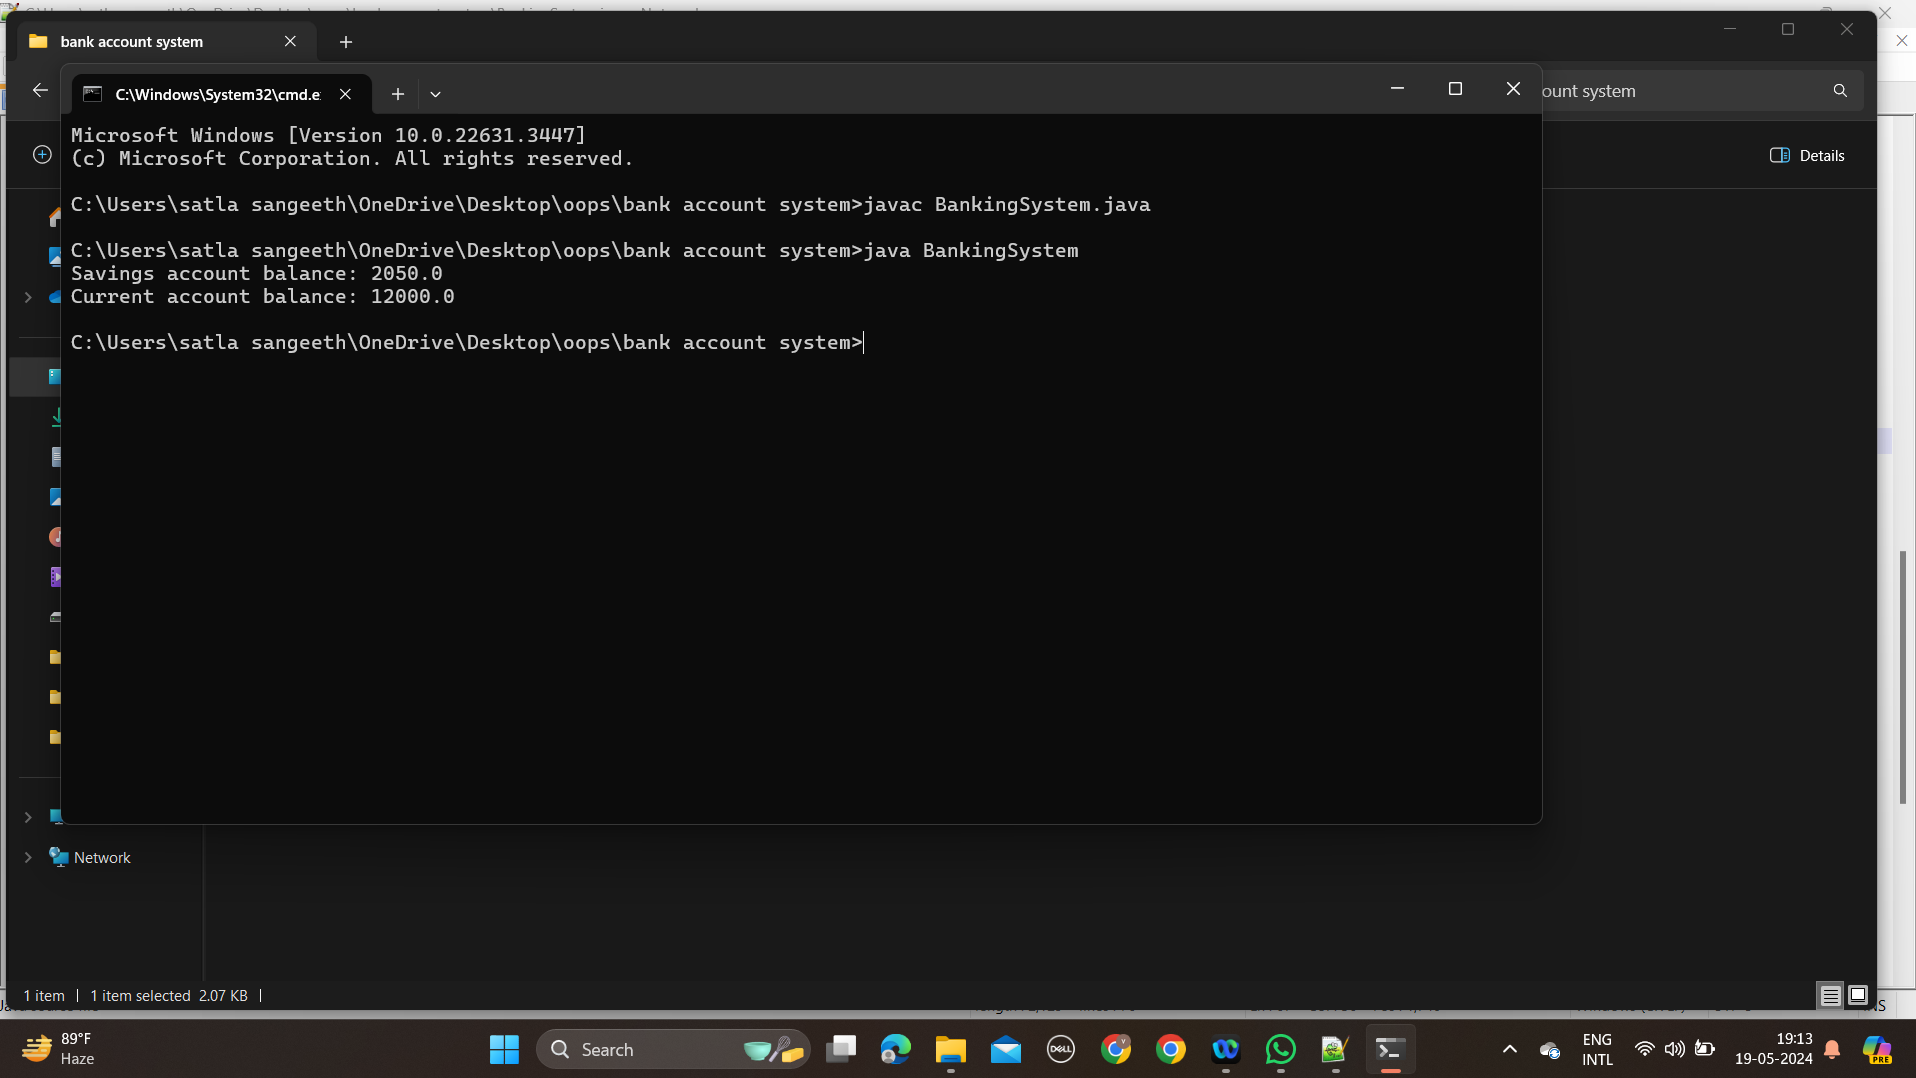 bank account system
C:\Windows\System32\cmd.e
ount system
Details
Microsoft Windows [Version 10.0.22631.3447]
(c) Microsoft Corporation. All rights reserved.
C:\Users\satla sangeeth\OneDrive\Desktop\oops\bank account system>javac BankingSystem.java
C:\Users\satla sangeeth\OneDrive\Desktop\oops\bank account system>java BankingSystem
Savings account balance: 2050.0
Current account balance: 12000.0
C:\Users\satla sangeeth\OneDrive\Desktop\oops\bank account system>
Network
1 item | 1 item selected 2.07 KB |
89°F
Haze
Search
DELL
ENG
INTL
19:13
19-05-2024
PRE